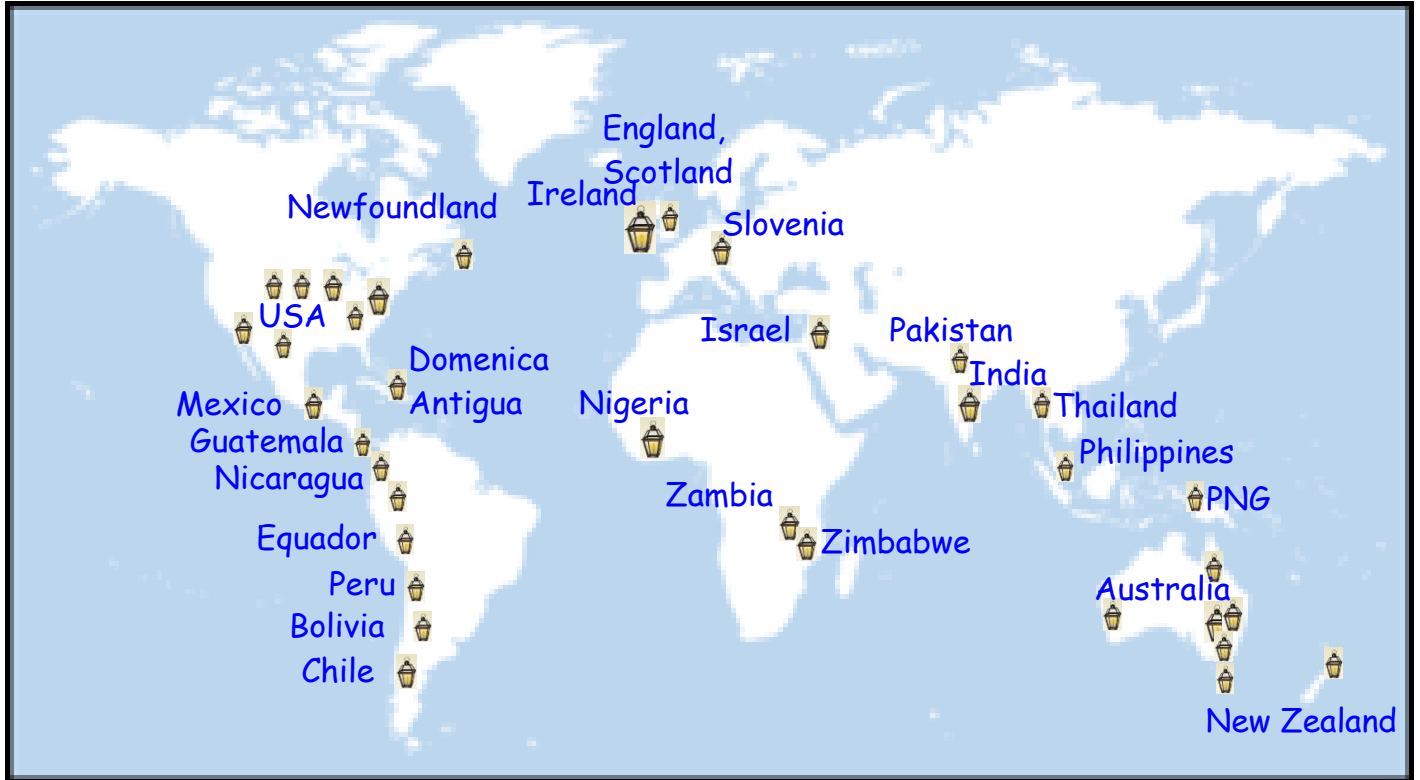 England,
Scotland
Ireland
Newfoundland
Slovenia
USA
Israel
Pakistan
Domenica
India
Mexico
Antigua
Nigeria
Thailand
Guatemala
Philippines
Nicaragua
Zambia
PNG
Equador
Zimbabwe
Peru
Australia
Bolivia
Chile
New Zealand